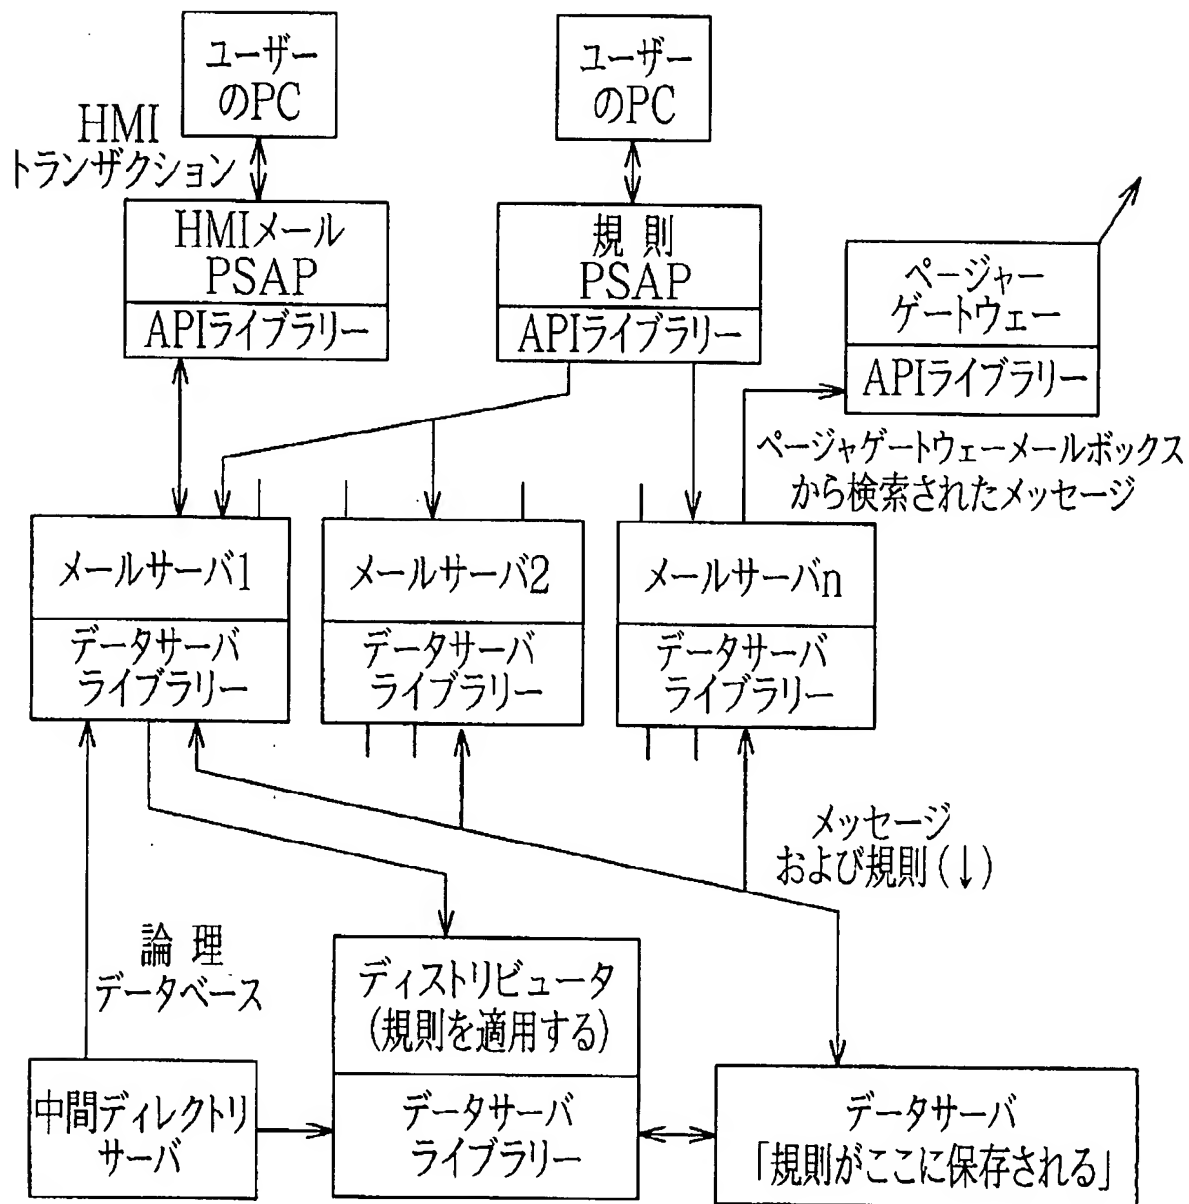 ユーザー
のPC
ユーザー
のPC
HMI
トランザクション
HMIメール
PSAP
APIライブラリー
規則
PSAP
APIライブラリー
ページャー
ゲートウェー
APIライブラリー
ページャゲートウェーメールボックス
から検索されたメッセージ
メールサーバ1
データサーバ
ライブラリー
メールサーバ2
データサーバ
ライブラリー
メールサーバn
データサーバ
ライブラリー
メッセージ
および規則(↓)
論理
データベース
ディストリビュータ
(規則を適用する)
データサーバ
ライブラリー
中間ディレクトリ
サーバ
データサーバ
「規則がここに保存される」